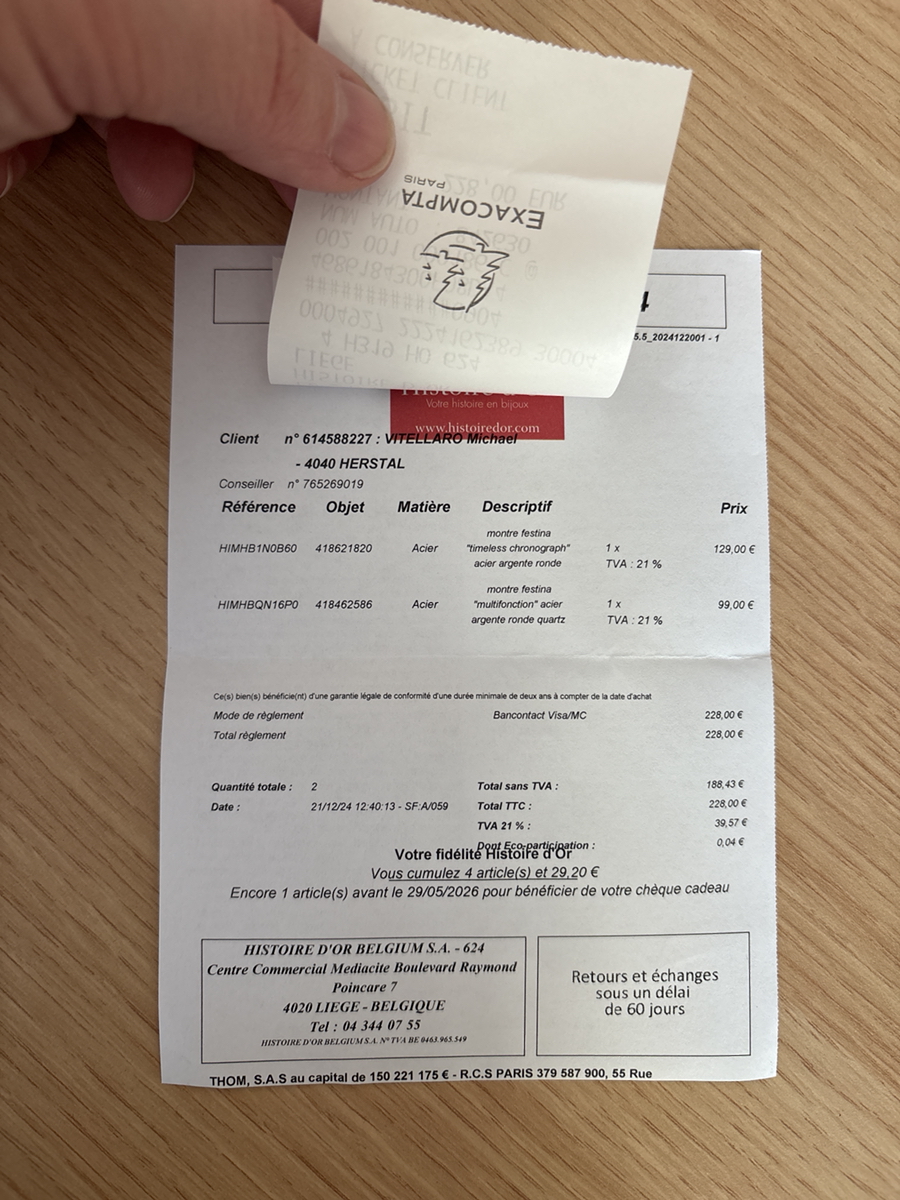 EXACOMPTA
PARIS
5.5_2024122001 - 1
Votre histoire en bijoux
www.histoiredor.com
Client n° 614588227 : VITELLARO Michael
- 4040 HERSTAL
Conseiller n° 765269019
Référence Objet Matière Descriptif Prix
montre festina
HIMHB1N0B60 418621820 Acier "timeless chronograph" 1 x 129,00 €
acier argente ronde TVA : 21 %
montre festina
HIMHBQN16P0 418462586 Acier "multifonction" acier 1 x 99,00 €
argente ronde quartz TVA : 21 %
Ce(s) bien(s) bénéficie(nt) d'une garantie légale de conformité d'une durée minimale de deux ans à compter de la date d'achat
Mode de règlement Bancontact Visa/MC 228,00 €
Total règlement 228,00 €
Quantité totale : 2 Total sans TVA : 188,43 €
Date : 21/12/24 12:40:13 - SF:A/059 Total TTC : 228,00 €
TVA 21 % : 39,57 €
Dont Eco-participation : 0,04 €
Votre fidélité Histoire d'Or
Vous cumulez 4 article(s) et 29,20 €
Encore 1 article(s) avant le 29/05/2026 pour bénéficier de votre chèque cadeau
HISTOIRE D'OR BELGIUM S.A. - 624
Centre Commercial Mediacite Boulevard Raymond
Poincare 7
4020 LIEGE - BELGIQUE
Tel : 04 344 07 55
HISTOIRE D'OR BELGIUM S.A. N° TVA BE 0463.965.549
Retours et échanges
sous un délai
de 60 jours
THOM, S.A.S au capital de 150 221 175 € - R.C.S PARIS 379 587 900, 55 Rue